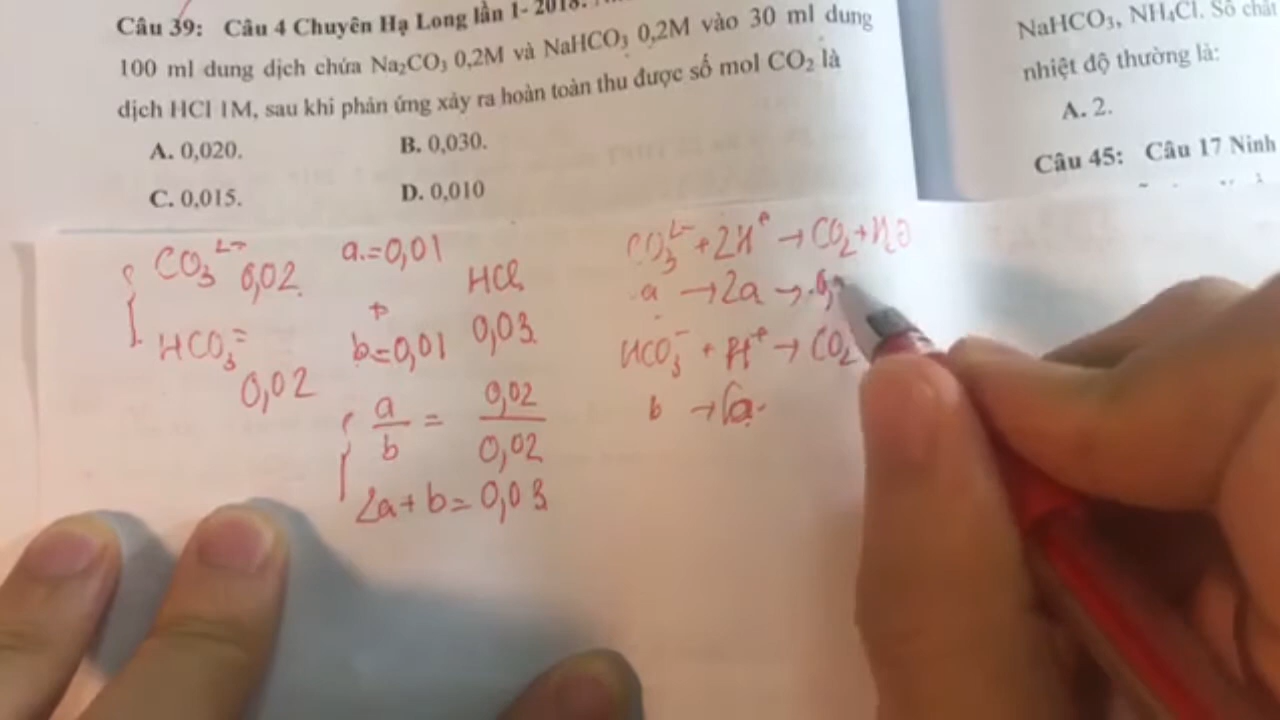 Câu 39: Câu 4 Chuyên Hạ Long lần 1- 2018.
100 ml dung dịch chứa Na₂CO₃ 0,2M và NaHCO₃ 0,2M vào 30 ml dung
dịch HCl 1M, sau khi phản ứng xảy ra hoàn toàn thu được số mol CO₂ là
A. 0,020.
B. 0,030.
C. 0,015.
D. 0,010
NaHCO₃, NH₄Cl. Số chất
nhiệt độ thường là:
A. 2.
Câu 45: Câu 17 Ninh
CO₃²⁻ 0,02
HCO₃⁻
0,02
a = 0,01
b = 0,01
HCl
0,03
a/b = 0,02/0,02
2a + b = 0,03
CO₃²⁻ + 2H⁺ → CO₂ + H₂O
a → 2a → 0,
HCO₃⁻ + H⁺ → CO₂
b →